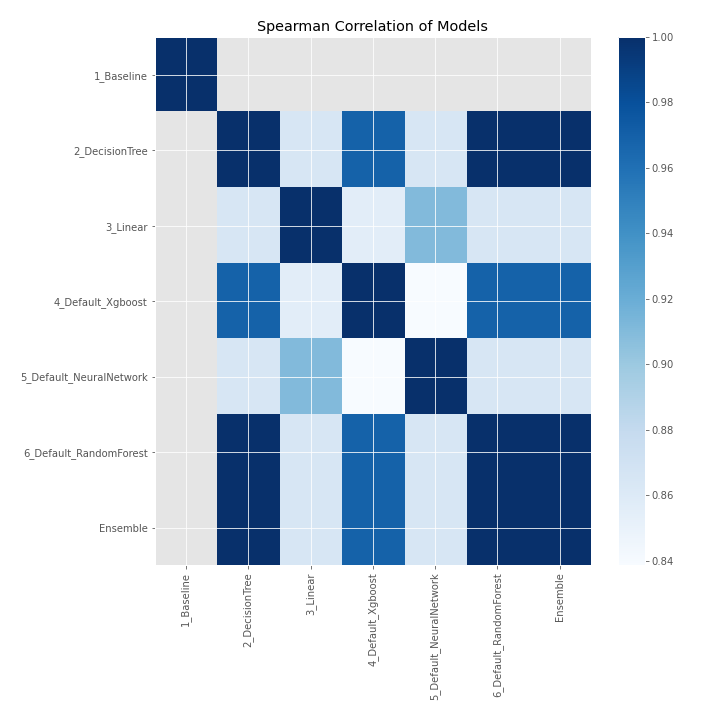 Spearman Correlation of Models
1_Baseline
2_DecisionTree
3_Linear
4_Default_Xgboost
5_Default_NeuralNetwork
6_Default_RandomForest
Ensemble
1_Baseline
2_DecisionTree
3_Linear
4_Default_Xgboost
5_Default_NeuralNetwork
6_Default_RandomForest
Ensemble
1.00
0.98
0.96
0.94
0.92
0.90
0.88
0.86
0.84